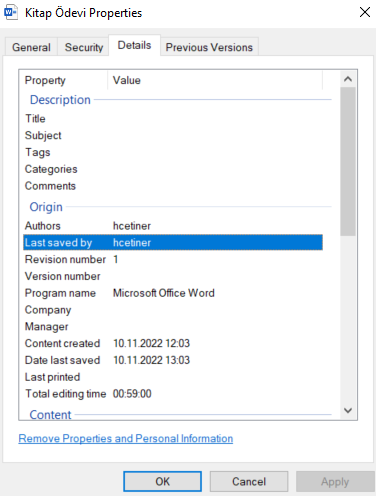 Kitap Ödevi Properties
General Security Details Previous Versions
Property Value
Description
Title
Subject
Tags
Categories
Comments
Origin
Authors hcetiner
Last saved by hcetiner
Revision number 1
Version number
Program name Microsoft Office Word
Company
Manager
Content created 10.11.2022 12:03
Date last saved 10.11.2022 13:03
Last printed
Total editing time 00:59:00
Content
Remove Properties and Personal Information
OK Cancel Apply